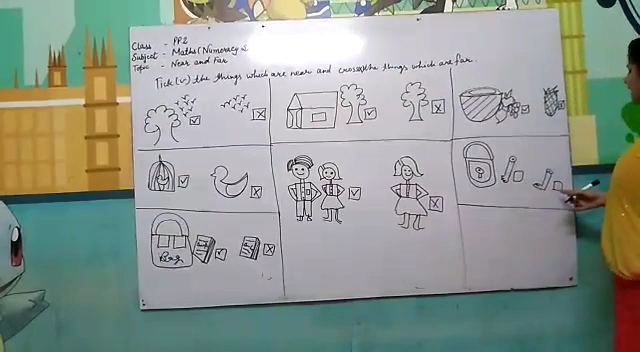 Class - PP2
Subject - Maths (Numeracy)
Topic - Near and Far
Tick (✓) the things which are near and cross the things which are far.
Bag